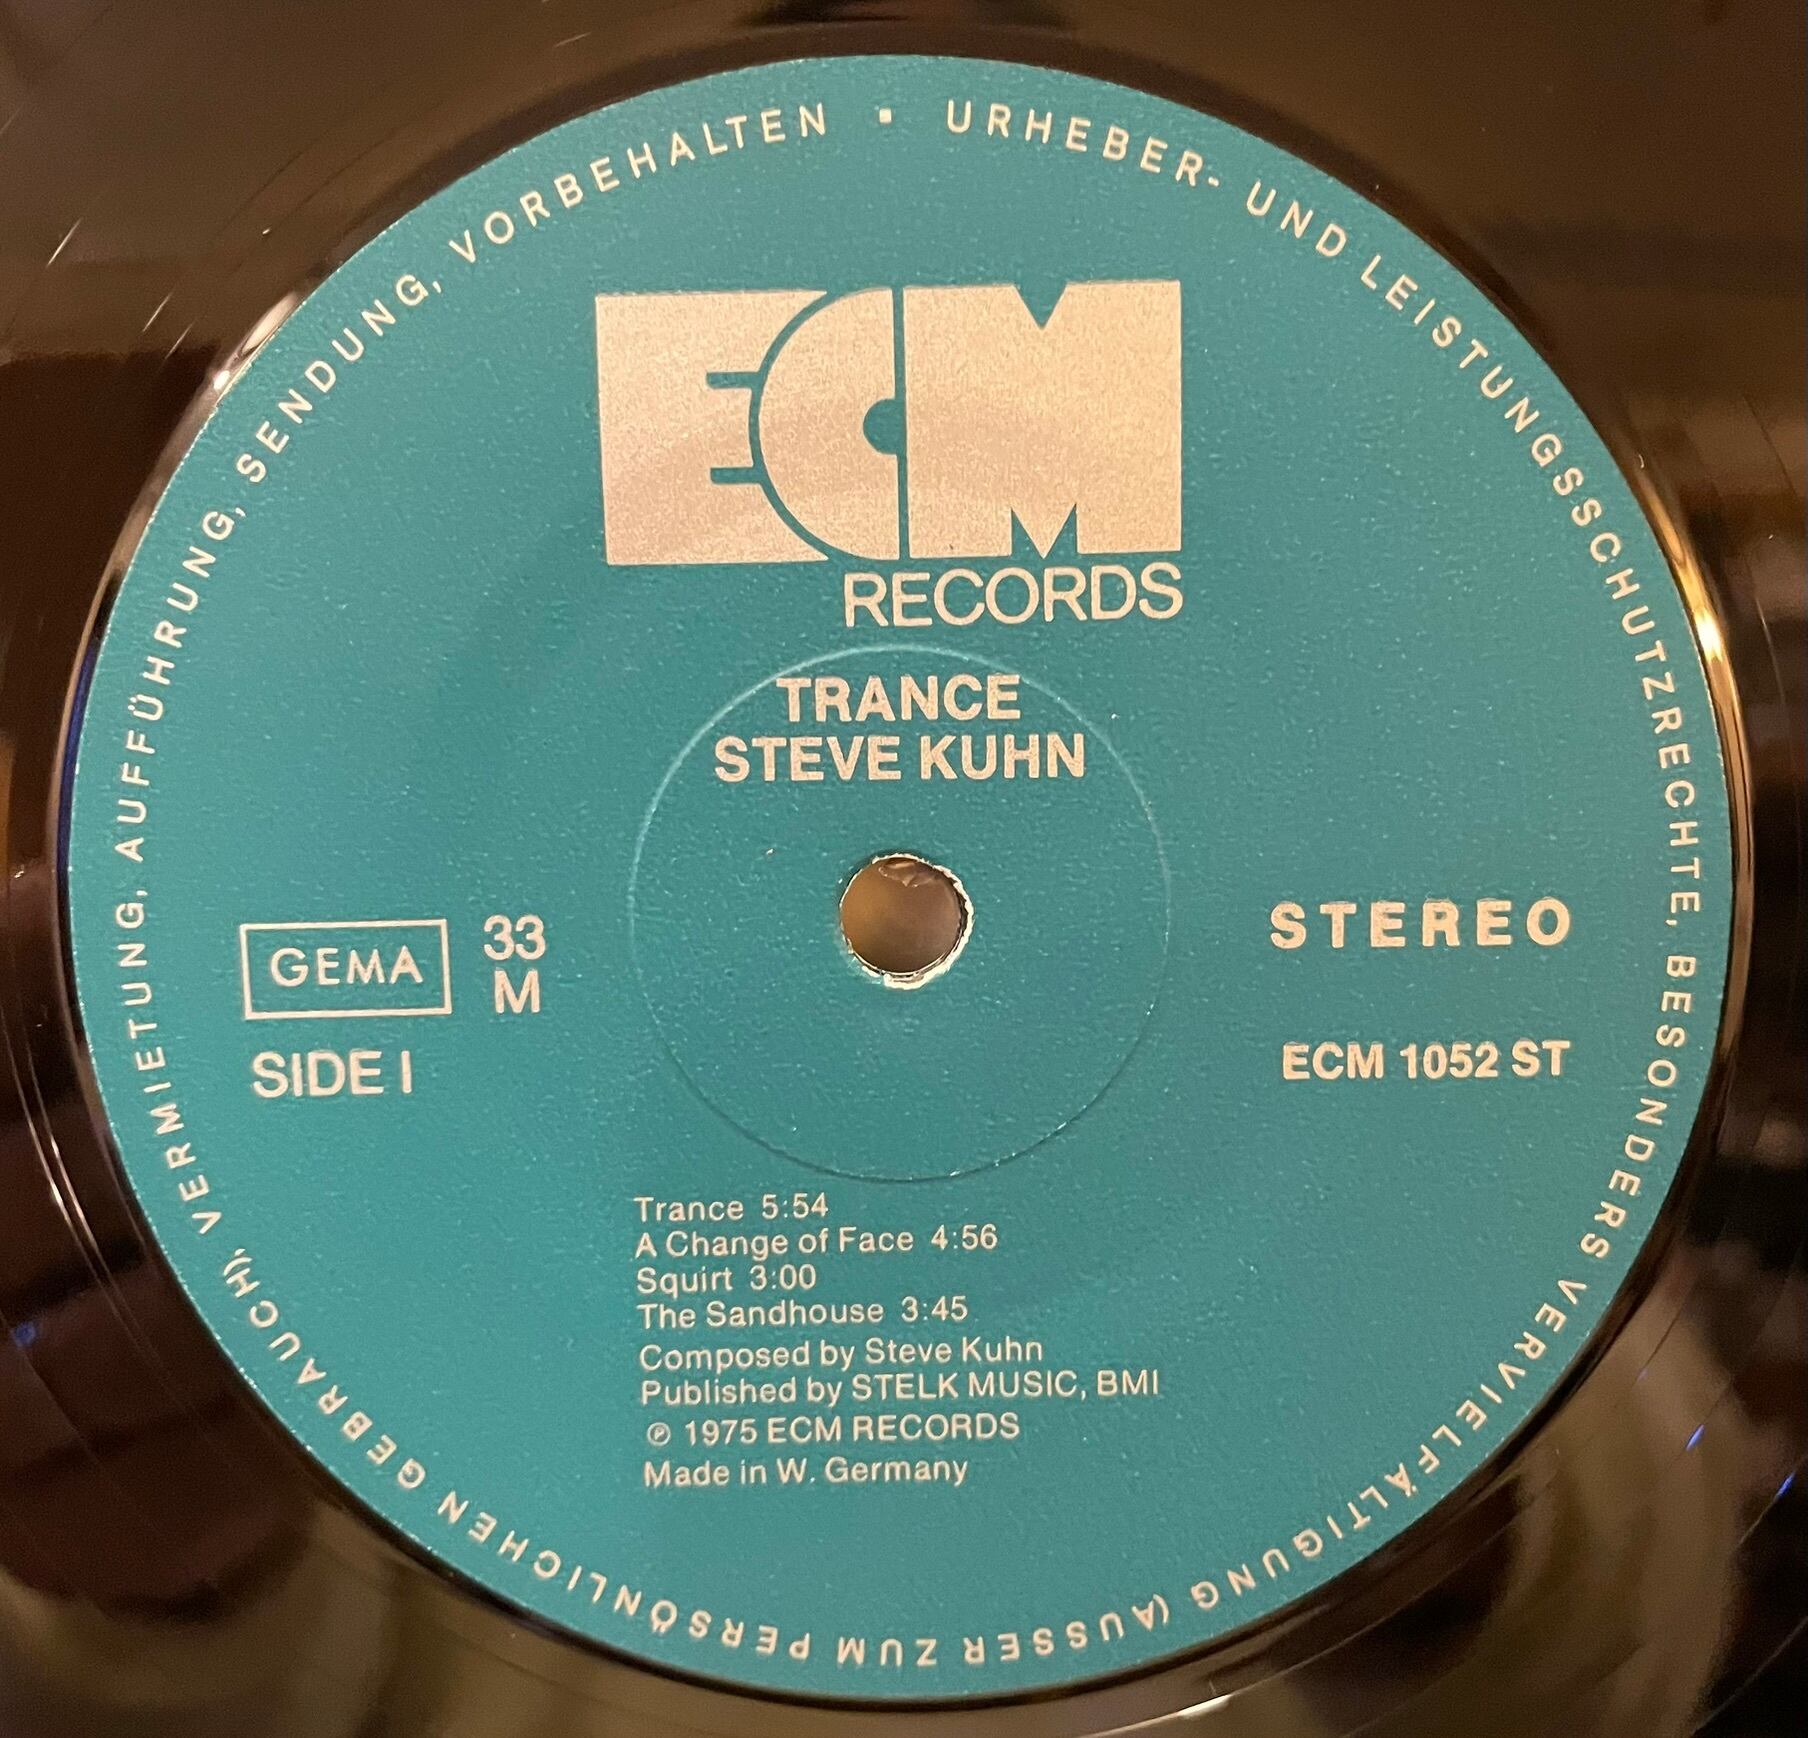 URHEBER- UND LEISTUNGSSCHUTZRECHTE, BESONDERS VERVIELFÄLTIGUNG (AUSSER ZUM PERSÖNLICHEN GEBRAUCH), VERMIETUNG, AUFFÜHRUNG, SENDUNG, VORBEHALTEN ▪
ECM
RECORDS
TRANCE
STEVE KUHN
GEMA
33
M
SIDE I
STEREO
ECM 1052 ST
Trance 5:54
A Change of Face 4:56
Squirt 3:00
The Sandhouse 3:45
Composed by Steve Kuhn
Published by STELK MUSIC, BMI
℗ 1975 ECM RECORDS
Made in W. Germany